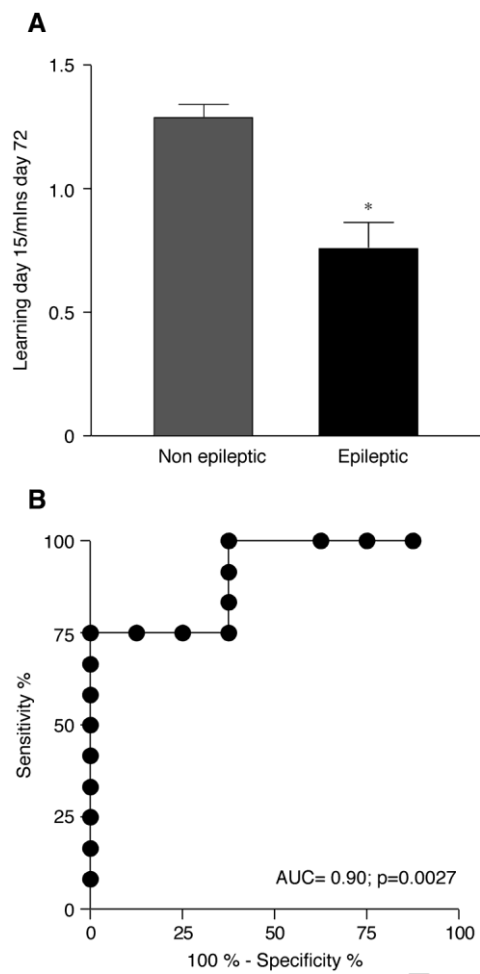 A
Learning day 15/mIns day 72
1.5
1.0
0.5
0
*
Non epileptic
Epileptic
B
Sensitivity %
100
75
50
25
0
AUC= 0.90; p=0.0027
0
25
50
75
100
100 % - Specificity %